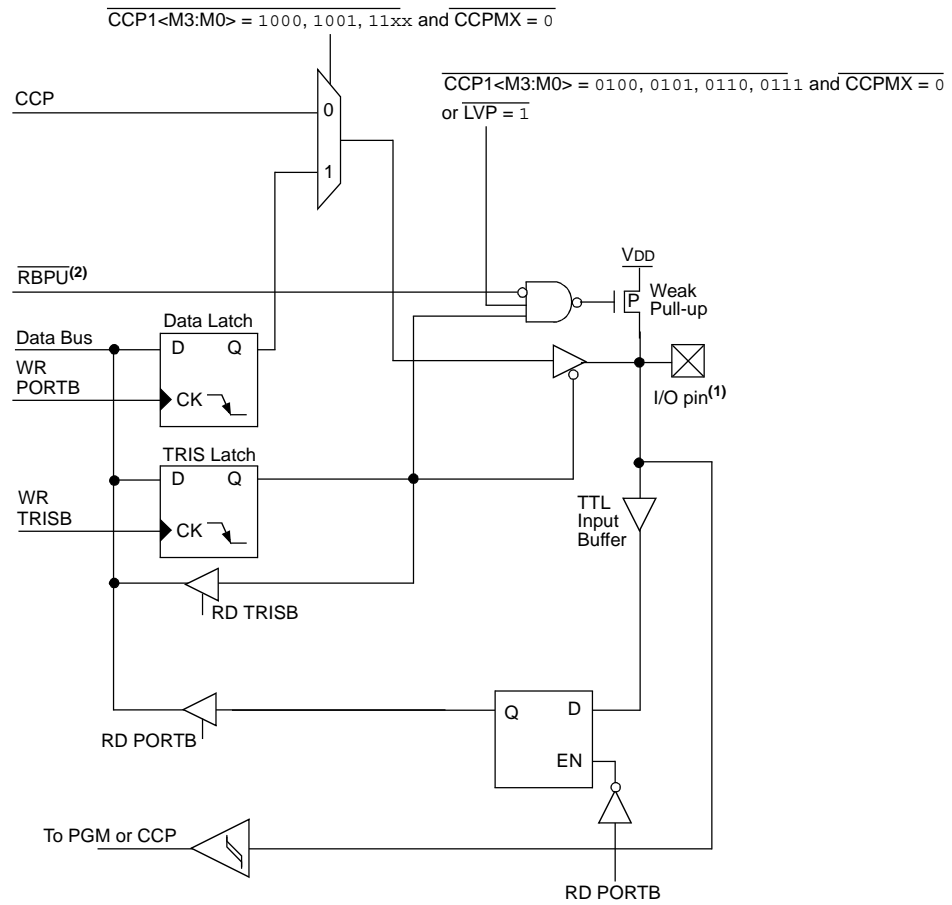 CCP1<M3:M0> = 1000, 1001, 11xx and CCPMX = 0
CCP1<M3:M0> = 0100, 0101, 0110, 0111 and CCPMX = 0
or LVP = 1
CCP
0
1
RBPU(2)
VDD
P
Weak
Pull-up
Data Latch
Data Bus
D Q
WR
PORTB
CK
I/O pin(1)
TRIS Latch
D Q
WR
TRISB
CK
TTL
Input
Buffer
RD TRISB
Q D
RD PORTB
EN
To PGM or CCP
RD PORTB